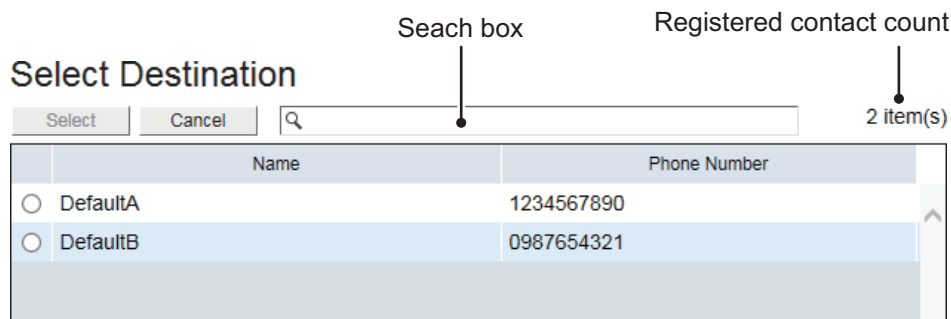 Seach box
Registered contact count
Select Destination
Select Cancel 2 item(s)
Name Phone Number
DefaultA 1234567890
DefaultB 0987654321